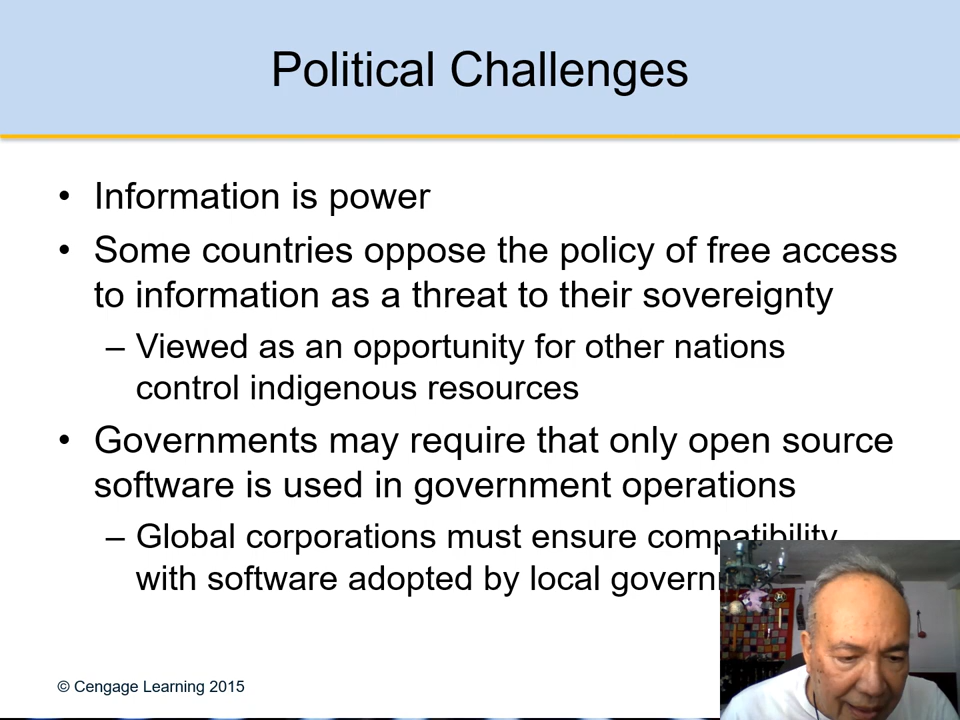 Political Challenges
• Information is power
• Some countries oppose the policy of free access
to information as a threat to their sovereignty
– Viewed as an opportunity for other nations
control indigenous resources
• Governments may require that only open source
software is used in government operations
– Global corporations must ensure compatibility
with software adopted by local
© Cengage Learning 2015